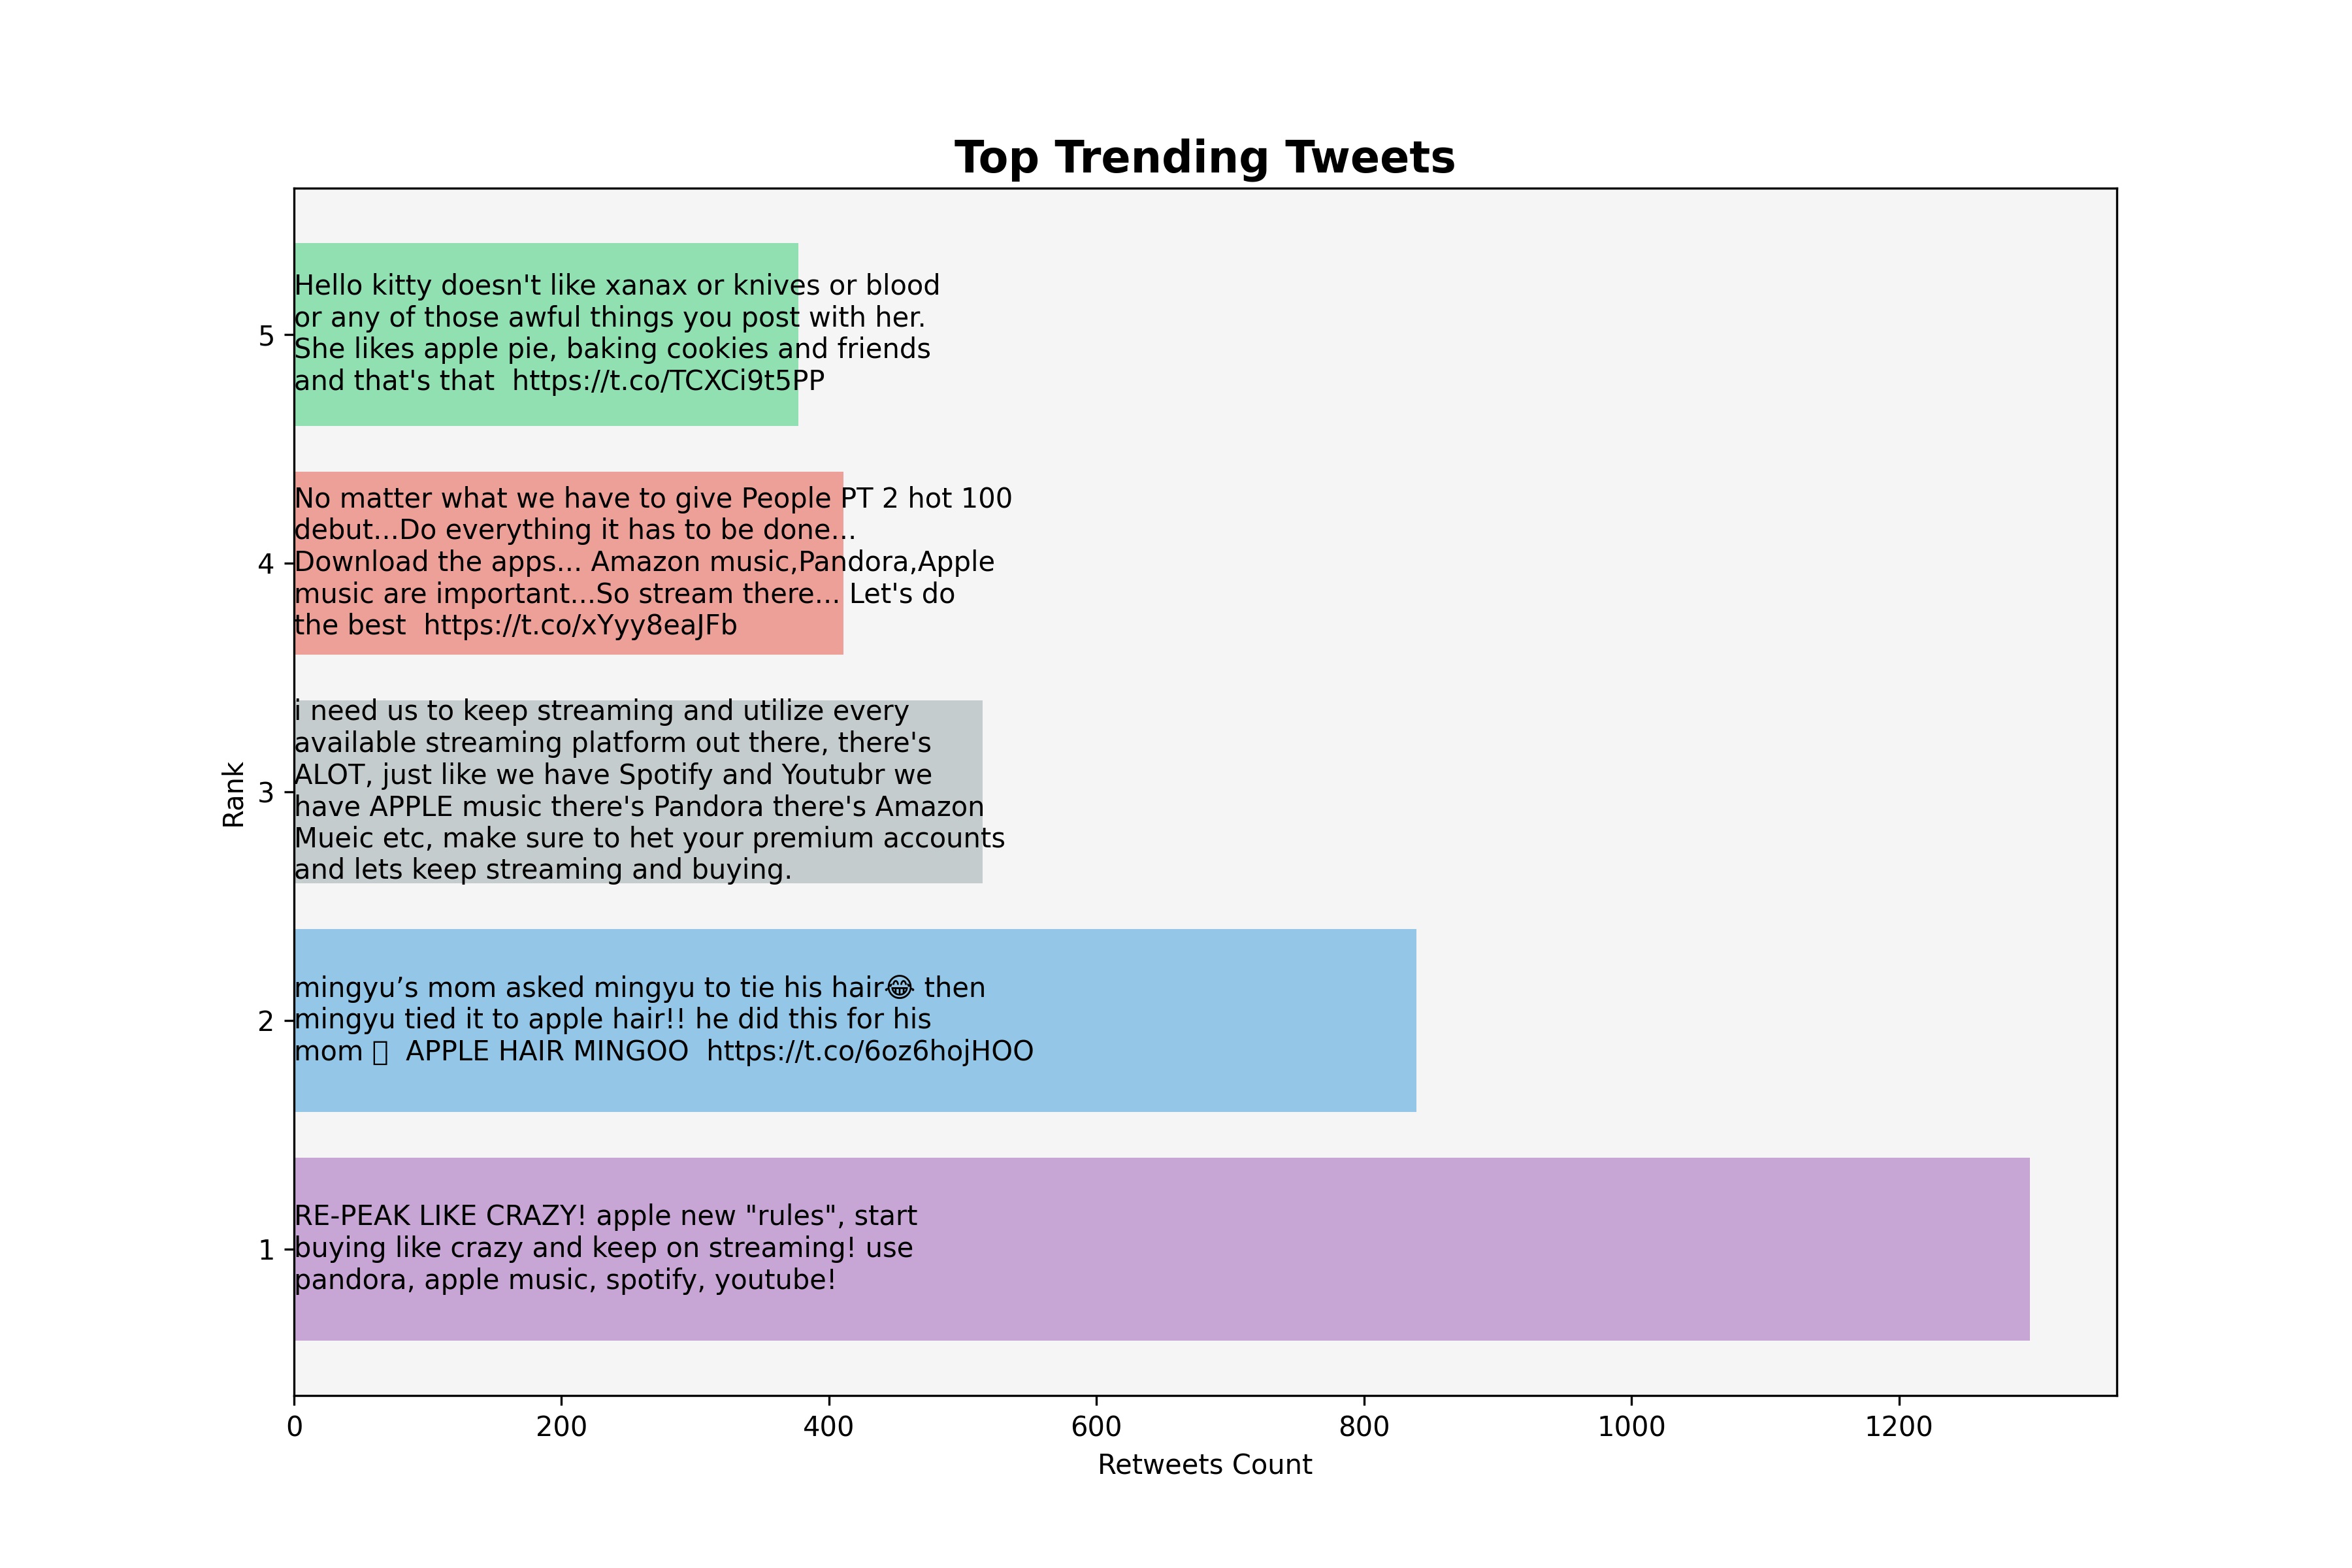 Top Trending Tweets
5
Hello kitty doesn't like xanax or knives or blood
or any of those awful things you post with her.
She likes apple pie, baking cookies and friends
and that's that  https://t.co/TCXCi9t5PP
4
No matter what we have to give People PT 2 hot 100
debut...Do everything it has to be done...
Download the apps... Amazon music,Pandora,Apple
music are important...So stream there... Let's do
the best  https://t.co/xYyy8eaJFb
Rank
3
i need us to keep streaming and utilize every
available streaming platform out there, there's
ALOT, just like we have Spotify and Youtubr we
have APPLE music there's Pandora there's Amazon
Mueic etc, make sure to het your premium accounts
and lets keep streaming and buying.
2
mingyu’s mom asked mingyu to tie his hair😂 then
mingyu tied it to apple hair!! he did this for his
mom ▯  APPLE HAIR MINGOO  https://t.co/6oz6hojHOO
1
RE-PEAK LIKE CRAZY! apple new "rules", start
buying like crazy and keep on streaming! use
pandora, apple music, spotify, youtube!
0 200 400 600 800 1000 1200
Retweets Count